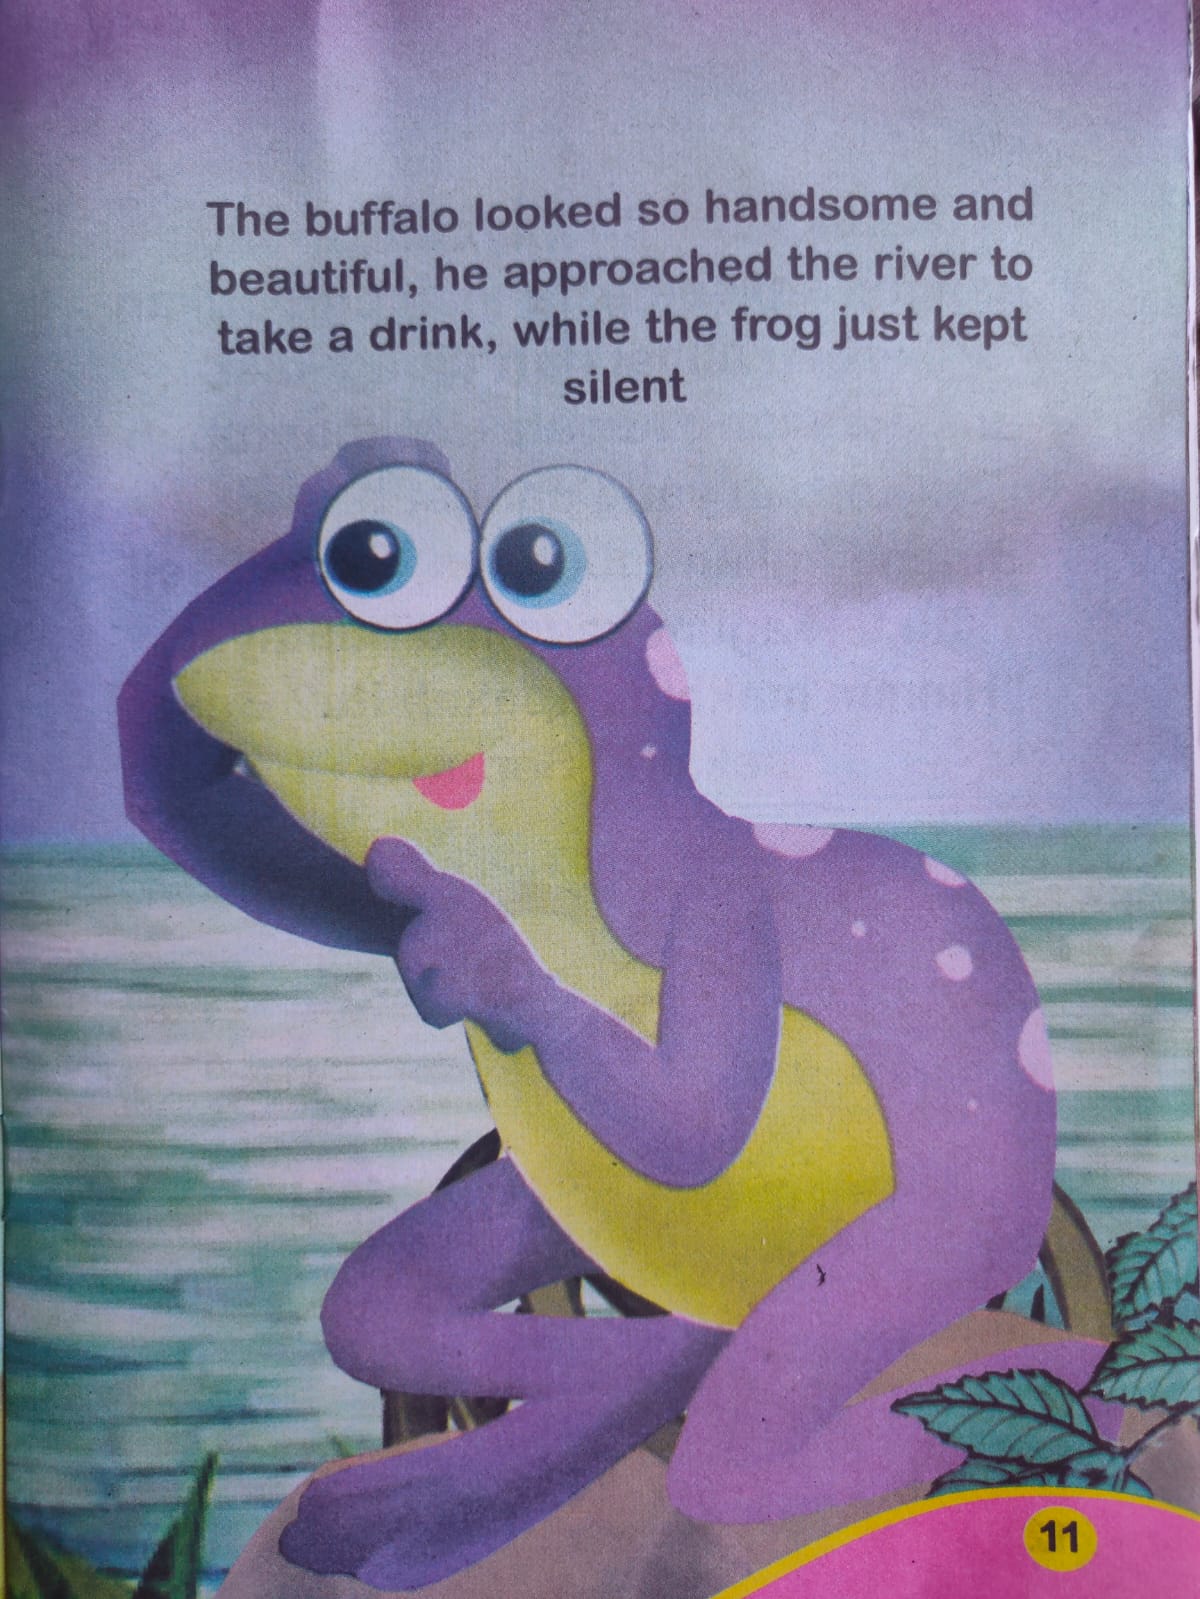 The buffalo looked so handsome and
beautiful, he approached the river to
take a drink, while the frog just kept
silent
11